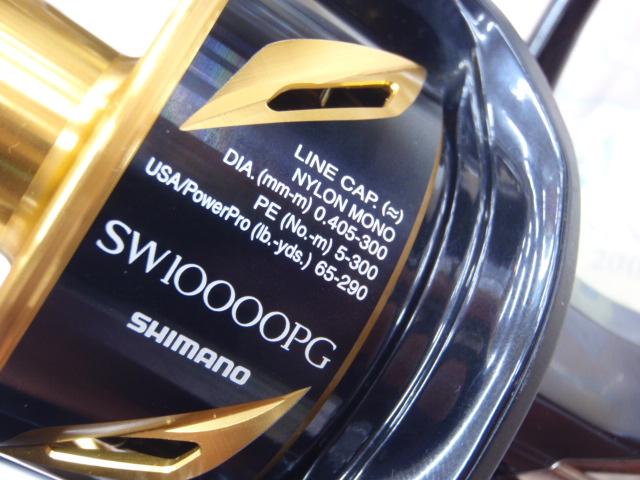 LINE CAP. (≈)
NYLON MONO
DIA. (mm-m) 0.405-300
PE (No.-m) 5-300
USA/PowerPro (lb.-yds.) 65-290
SW10000PG
SHIMANO